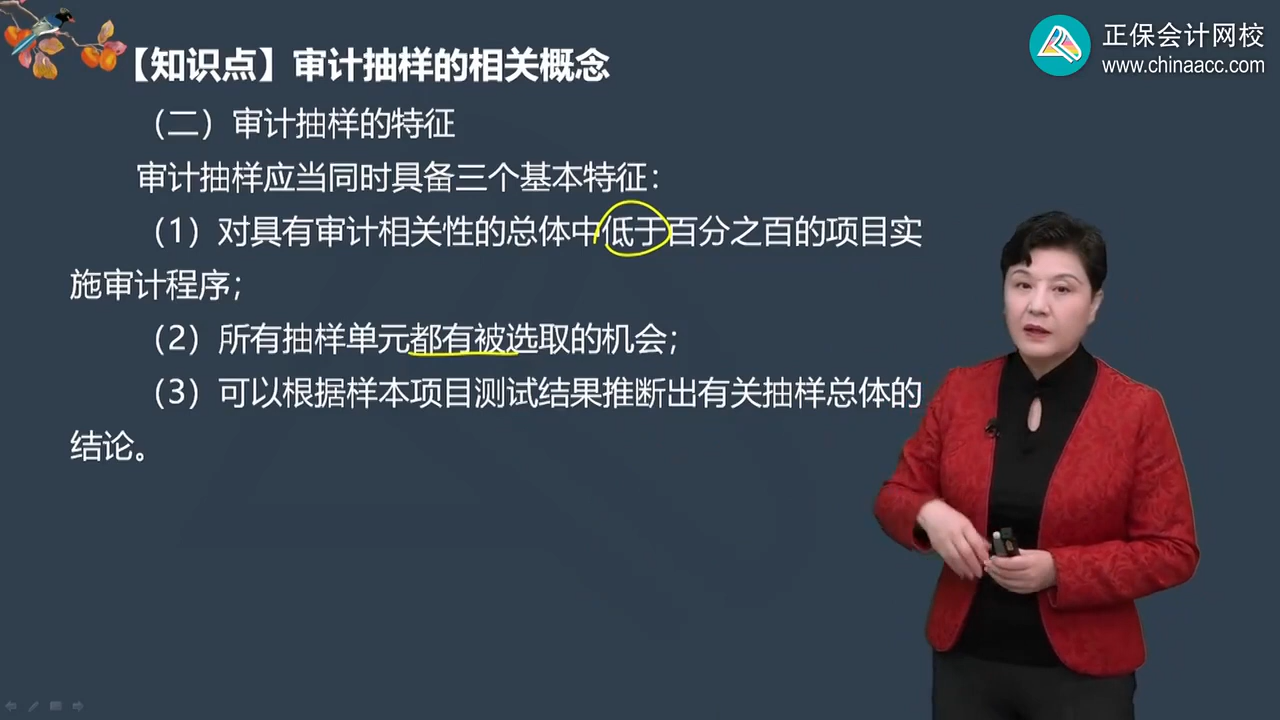 正保会计网校
www.chinaacc.com
【知识点】审计抽样的相关概念
（二）审计抽样的特征
审计抽样应当同时具备三个基本特征：
（1）对具有审计相关性的总体中低于百分之百的项目实
施审计程序；
（2）所有抽样单元都有被选取的机会；
（3）可以根据样本项目测试结果推断出有关抽样总体的
结论。